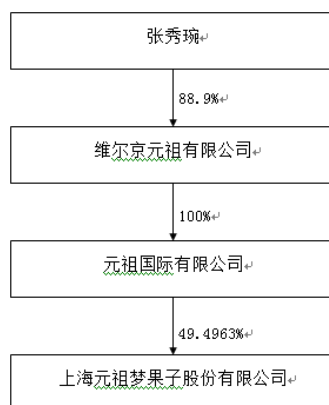 张秀琬
88.9%
维尔京元祖有限公司
100%
元祖国际有限公司
49.4963%
上海元祖梦果子股份有限公司